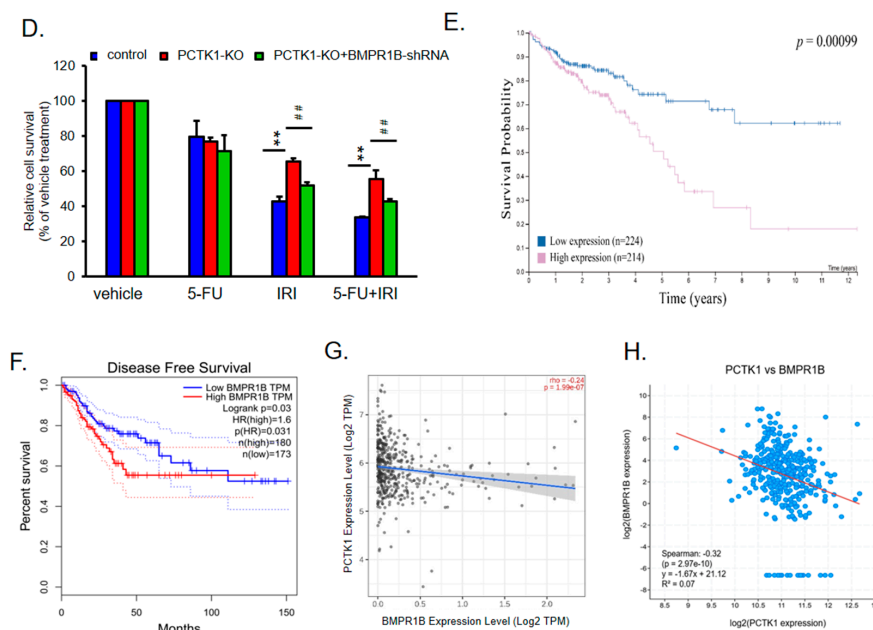 D.
control PCTK1-KO PCTK1-KO+BMPR1B-shRNA
Relative cell survival
(% of vehicle treatment)
120
100
80
60
40
20
0
** ##
** ##
vehicle 5-FU IRI 5-FU+IRI
E.
p = 0.00099
Survival Probability
1.0
0.9
0.8
0.7
0.6
0.5
0.4
0.3
0.2
0.1
0.0
Low expression (n=224)
High expression (n=214)
Time (years)
0 1 2 3 4 5 6 7 8 9 10 11 12
Time (years)
F.
Disease Free Survival
Low BMPR1B TPM
High BMPR1B TPM
Logrank p=0.03
HR(high)=1.6
p(HR)=0.031
n(high)=180
n(low)=173
Percent survival
1.0
0.8
0.6
0.4
0.2
0.0
0 50 100 150
Months
G.
rho = -0.24
p = 1.99e-07
PCTK1 Expression Level (Log2 TPM)
7
6
5
4
0.0 0.5 1.0 1.5 2.0
BMPR1B Expression Level (Log2 TPM)
H.
PCTK1 vs BMPR1B
log2(BMPR1B expression)
10
8
6
4
2
0
-2
-4
-6
-8
Spearman: -0.32
(p = 2.97e-10)
y = -1.67x + 21.12
R² = 0.07
8.5 9 9.5 10 10.5 11 11.5 12 12.5
log2(PCTK1 expression)